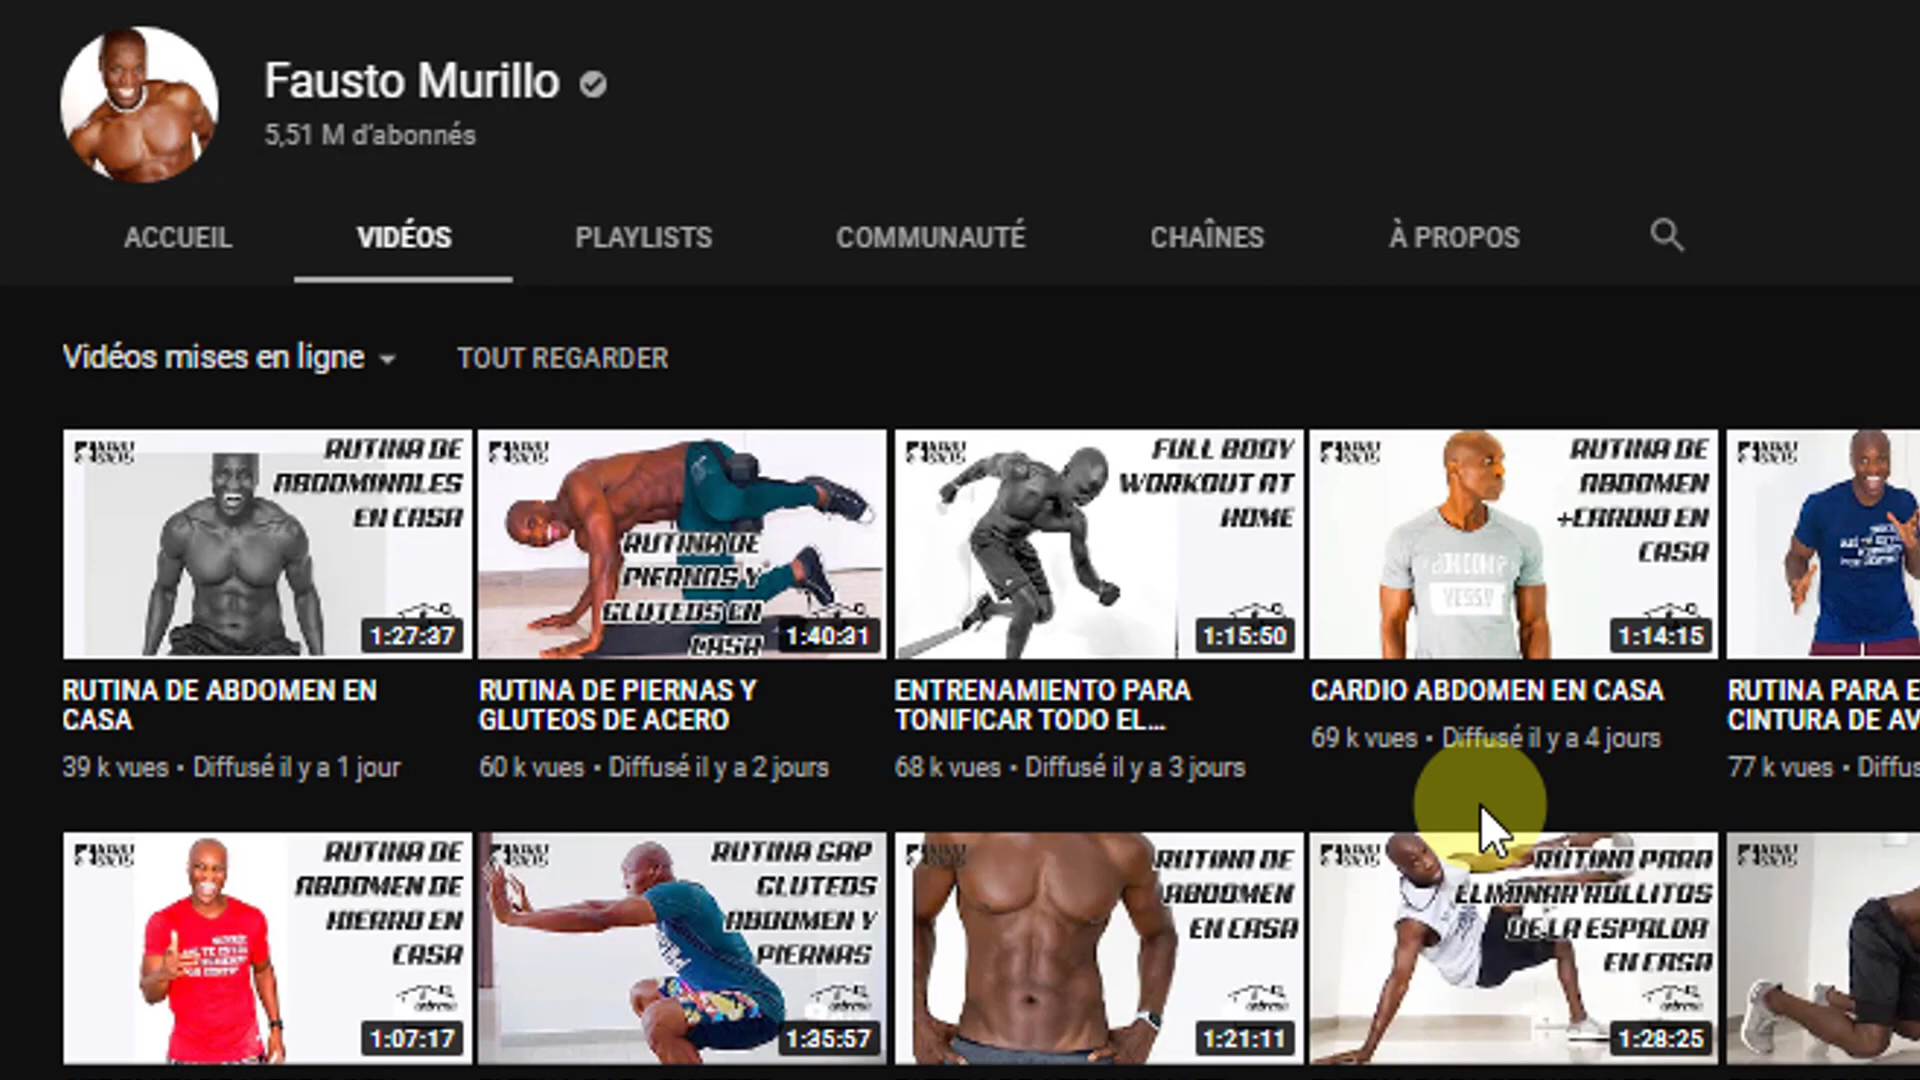 Fausto Murillo
5,51 M d'abonnés
ACCUEIL VIDÉOS PLAYLISTS COMMUNAUTÉ CHAÎNES À PROPOS
Vidéos mises en ligne TOUT REGARDER
RUTINA DE
ABDOMINALES
EN CASA
1:27:37
RUTINA DE
PIERNAS Y
GLUTEOS EN
CASA
1:40:31
FULL BODY
WORKOUT AT
HOME
1:15:50
RUTINA DE
ABDOMEN
+CARDIO EN
CASA
1:14:15
RUTINA DE ABDOMEN EN
CASA
39 k vues • Diffusé il y a 1 jour
RUTINA DE PIERNAS Y
GLUTEOS DE ACERO
60 k vues • Diffusé il y a 2 jours
ENTRENAMIENTO PARA
TONIFICAR TODO EL...
68 k vues • Diffusé il y a 3 jours
CARDIO ABDOMEN EN CASA
69 k vues • Diffusé il y a 4 jours
RUTINA PARA
CINTURA DE
77 k vues •
RUTINA DE
ABDOMEN DE
HIERRO EN
CASA
1:07:17
RUTINA GAP
GLUTEOS
ABDOMEN Y
PIERNAS
1:35:57
RUTINA DE
ABDOMEN
EN CASA
1:21:11
RUTINA PARA
ELIMINAR ROLLITOS
DE LA ESPALDA
EN CASA
1:28:25